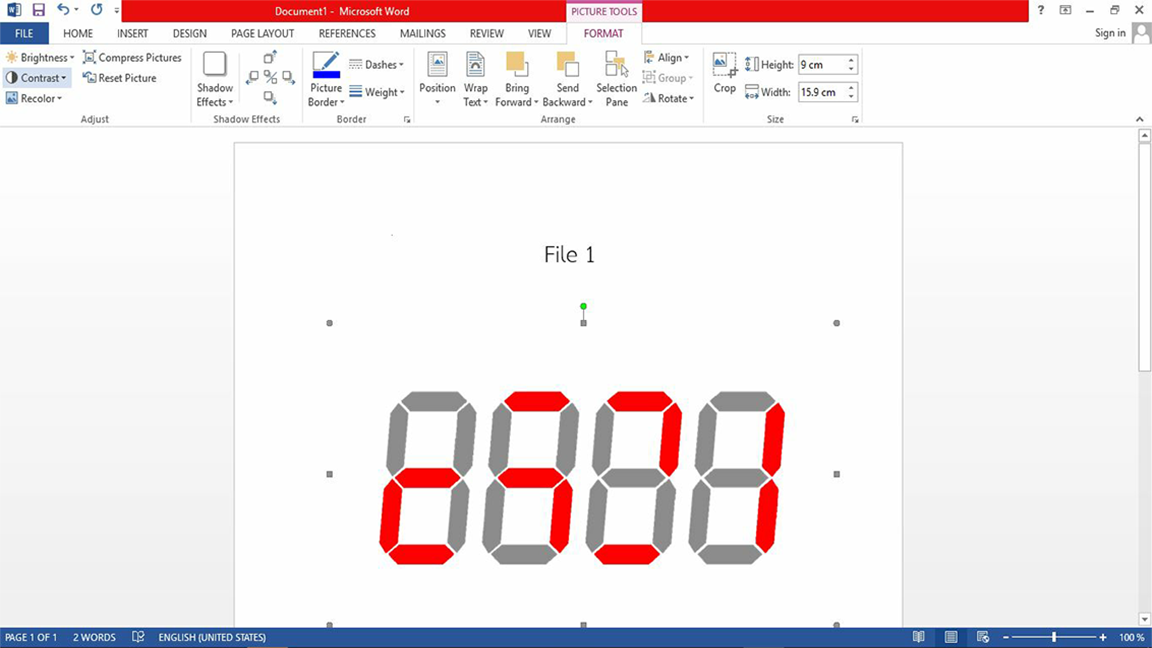 Document1 - Microsoft Word
PICTURE TOOLS
?
FILE HOME INSERT DESIGN PAGE LAYOUT REFERENCES MAILINGS REVIEW VIEW FORMAT Sign in
Brightness Compress Pictures
Contrast Reset Picture
Recolor
Adjust
Shadow Effects
Shadow Effects
Picture Border
Dashes
Weight
Border
Position
Wrap Text
Bring Forward
Send Backward
Selection Pane
Align
Group
Rotate
Arrange
Crop
Height: 9 cm
Width: 15.9 cm
Size
File 1
PAGE 1 OF 1 2 WORDS ENGLISH (UNITED STATES) 100 %